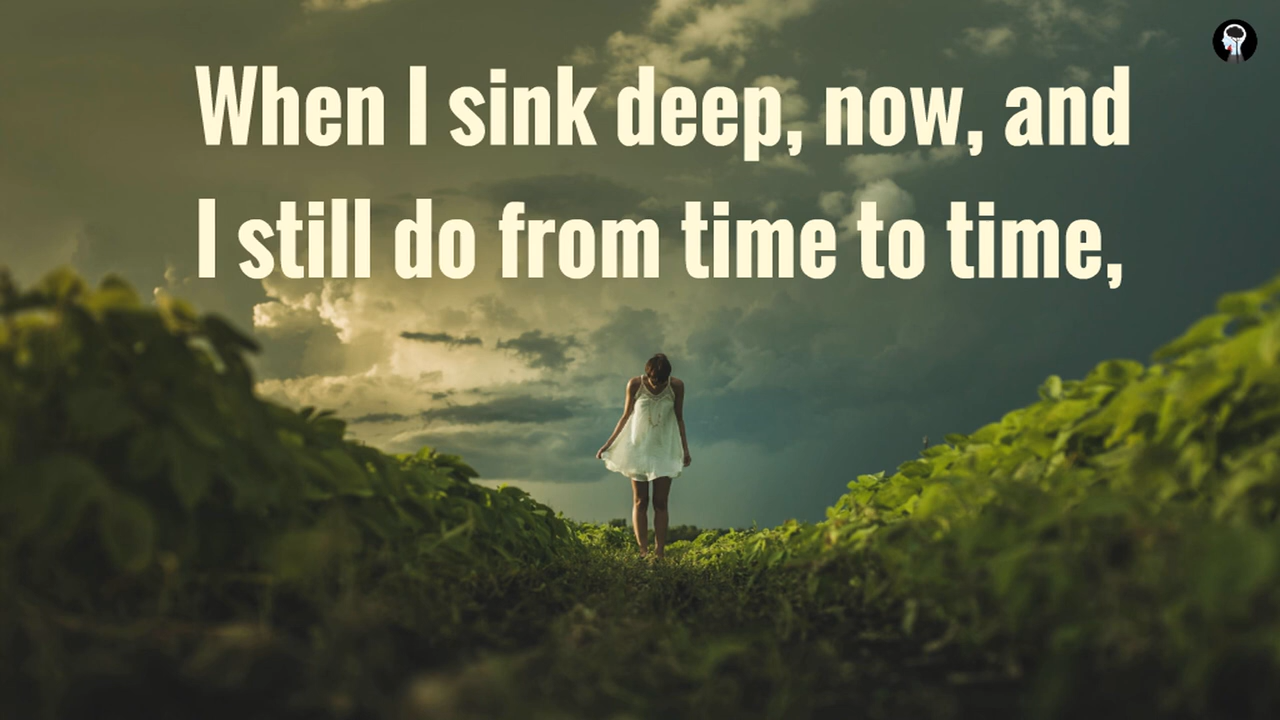 When I sink deep, now, and
I still do from time to time,